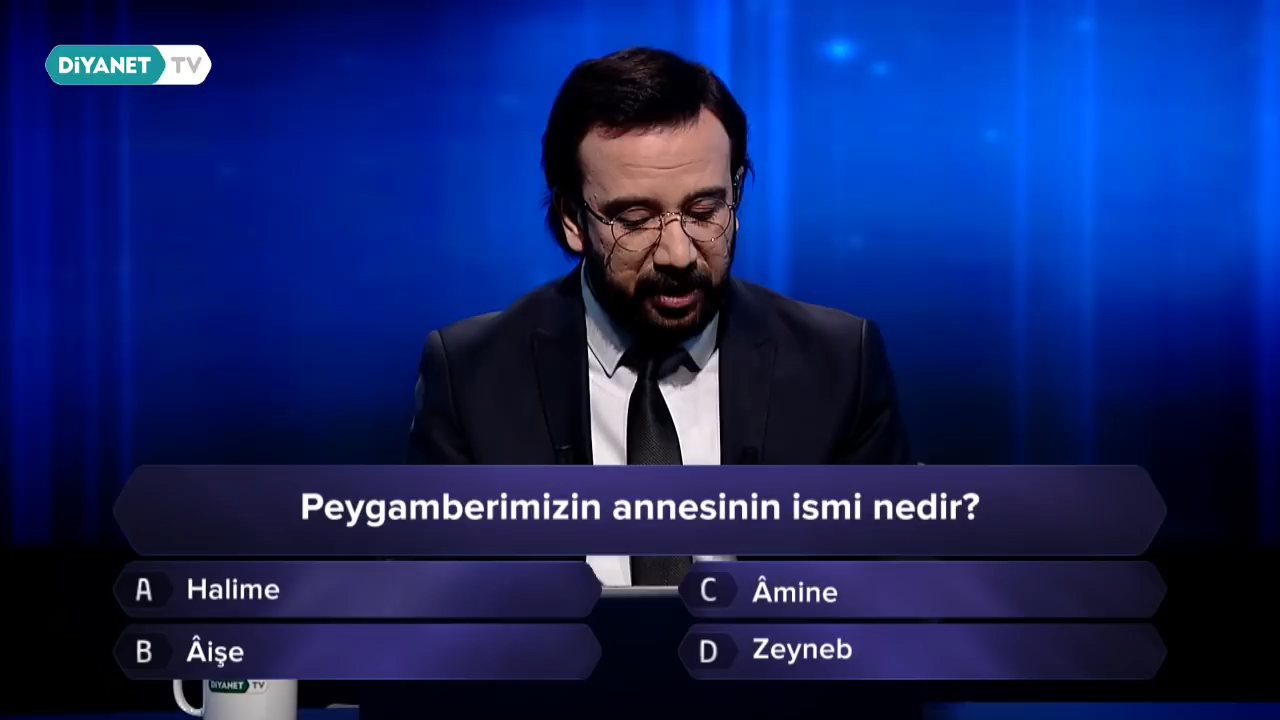 DİYANET TV
Peygamberimizin annesinin ismi nedir?
A Halime
C Âmine
B Âişe
D Zeyneb
DİYANET TV